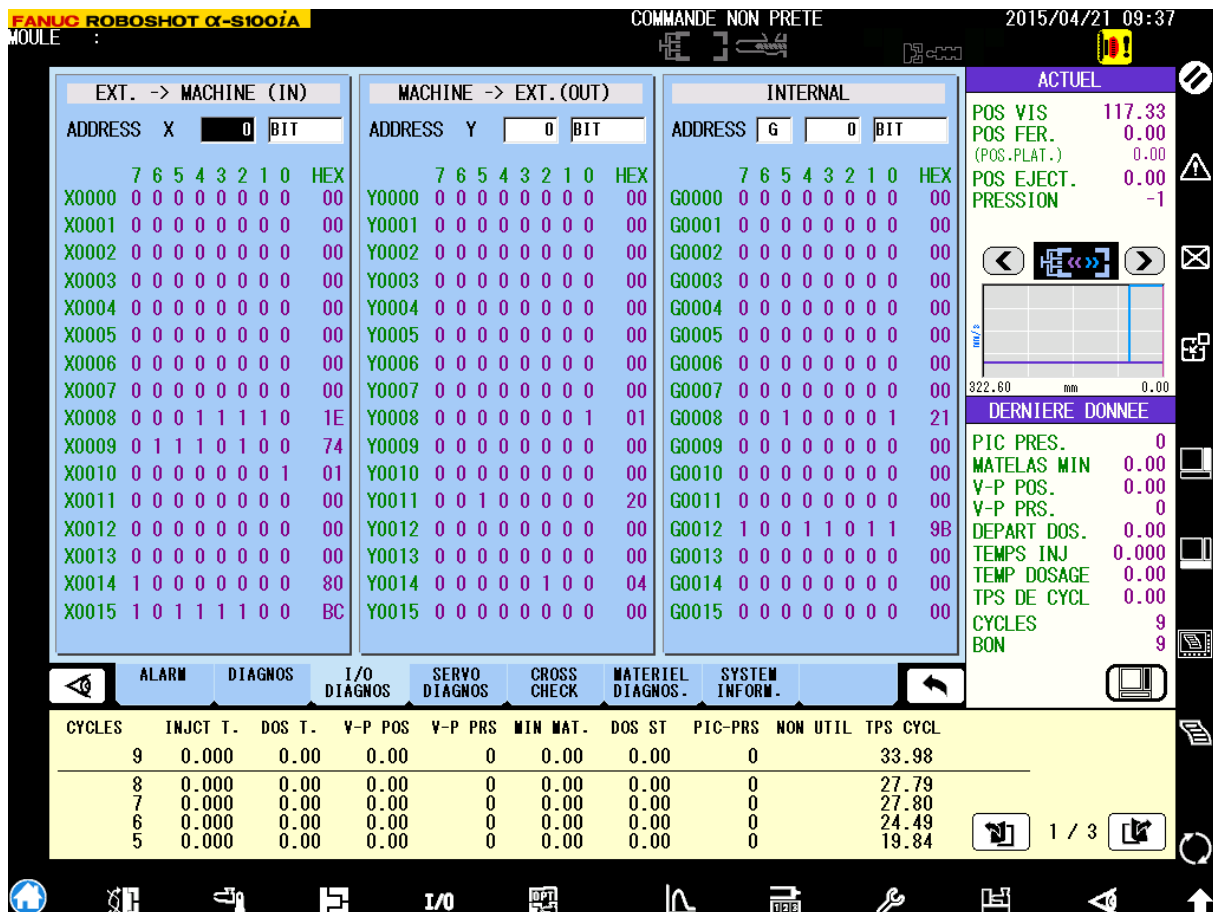 FANUC ROBOSHOT α-S100iA COMMANDE NON PRETE 2015/04/21 09:37
MOULE :
EXT. -> MACHINE (IN) MACHINE -> EXT.(OUT) INTERNAL
ADDRESS X 0 BIT ADDRESS Y 0 BIT ADDRESS G 0 BIT
7 6 5 4 3 2 1 0 HEX 7 6 5 4 3 2 1 0 HEX 7 6 5 4 3 2 1 0 HEX
X0000 0 0 0 0 0 0 0 0 00 Y0000 0 0 0 0 0 0 0 0 00 G0000 0 0 0 0 0 0 0 0 00
X0001 0 0 0 0 0 0 0 0 00 Y0001 0 0 0 0 0 0 0 0 00 G0001 0 0 0 0 0 0 0 0 00
X0002 0 0 0 0 0 0 0 0 00 Y0002 0 0 0 0 0 0 0 0 00 G0002 0 0 0 0 0 0 0 0 00
X0003 0 0 0 0 0 0 0 0 00 Y0003 0 0 0 0 0 0 0 0 00 G0003 0 0 0 0 0 0 0 0 00
X0004 0 0 0 0 0 0 0 0 00 Y0004 0 0 0 0 0 0 0 0 00 G0004 0 0 0 0 0 0 0 0 00
X0005 0 0 0 0 0 0 0 0 00 Y0005 0 0 0 0 0 0 0 0 00 G0005 0 0 0 0 0 0 0 0 00
X0006 0 0 0 0 0 0 0 0 00 Y0006 0 0 0 0 0 0 0 0 00 G0006 0 0 0 0 0 0 0 0 00
X0007 0 0 0 0 0 0 0 0 00 Y0007 0 0 0 0 0 0 0 0 00 G0007 0 0 0 0 0 0 0 0 00
X0008 0 0 0 1 1 1 1 0 1E Y0008 0 0 0 0 0 0 0 1 01 G0008 0 0 1 0 0 0 0 1 21
X0009 0 1 1 1 0 1 0 0 74 Y0009 0 0 0 0 0 0 0 0 00 G0009 0 0 0 0 0 0 0 0 00
X0010 0 0 0 0 0 0 0 1 01 Y0010 0 0 0 0 0 0 0 0 00 G0010 0 0 0 0 0 0 0 0 00
X0011 0 0 0 0 0 0 0 0 00 Y0011 0 0 1 0 0 0 0 0 20 G0011 0 0 0 0 0 0 0 0 00
X0012 0 0 0 0 0 0 0 0 00 Y0012 0 0 0 0 0 0 0 0 00 G0012 1 0 0 1 1 0 1 1 9B
X0013 0 0 0 0 0 0 0 0 00 Y0013 0 0 0 0 0 0 0 0 00 G0013 0 0 0 0 0 0 0 0 00
X0014 1 0 0 0 0 0 0 0 80 Y0014 0 0 0 0 0 1 0 0 04 G0014 0 0 0 0 0 0 0 0 00
X0015 1 0 1 1 1 1 0 0 BC Y0015 0 0 0 0 0 0 0 0 00 G0015 0 0 0 0 0 0 0 0 00
ACTUEL
POS VIS 117.33
POS FER. 0.00
(POS.PLAT.) 0.00
POS EJECT. 0.00
PRESSION -1
mm/s
322.60 mm 0.00
DERNIERE DONNEE
PIC PRES. 0
MATELAS MIN 0.00
V-P POS. 0.00
V-P PRS. 0
DEPART DOS. 0.00
TEMPS INJ 0.000
TEMP DOSAGE 0.00
TPS DE CYCL 0.00
CYCLES 9
BON 9
ALARM DIAGNOS I/O DIAGNOS SERVO DIAGNOS CROSS CHECK MATERIEL DIAGNOS. SYSTEM INFORM.
CYCLES INJCT T. DOS T. V-P POS V-P PRS MIN MAT. DOS ST PIC-PRS NON UTIL TPS CYCL
9 0.000 0.00 0.00 0 0.00 0.00 0 33.98
8 0.000 0.00 0.00 0 0.00 0.00 0 27.79
7 0.000 0.00 0.00 0 0.00 0.00 0 27.80
6 0.000 0.00 0.00 0 0.00 0.00 0 24.49
5 0.000 0.00 0.00 0 0.00 0.00 0 19.84
1 / 3
I/O OPT 123